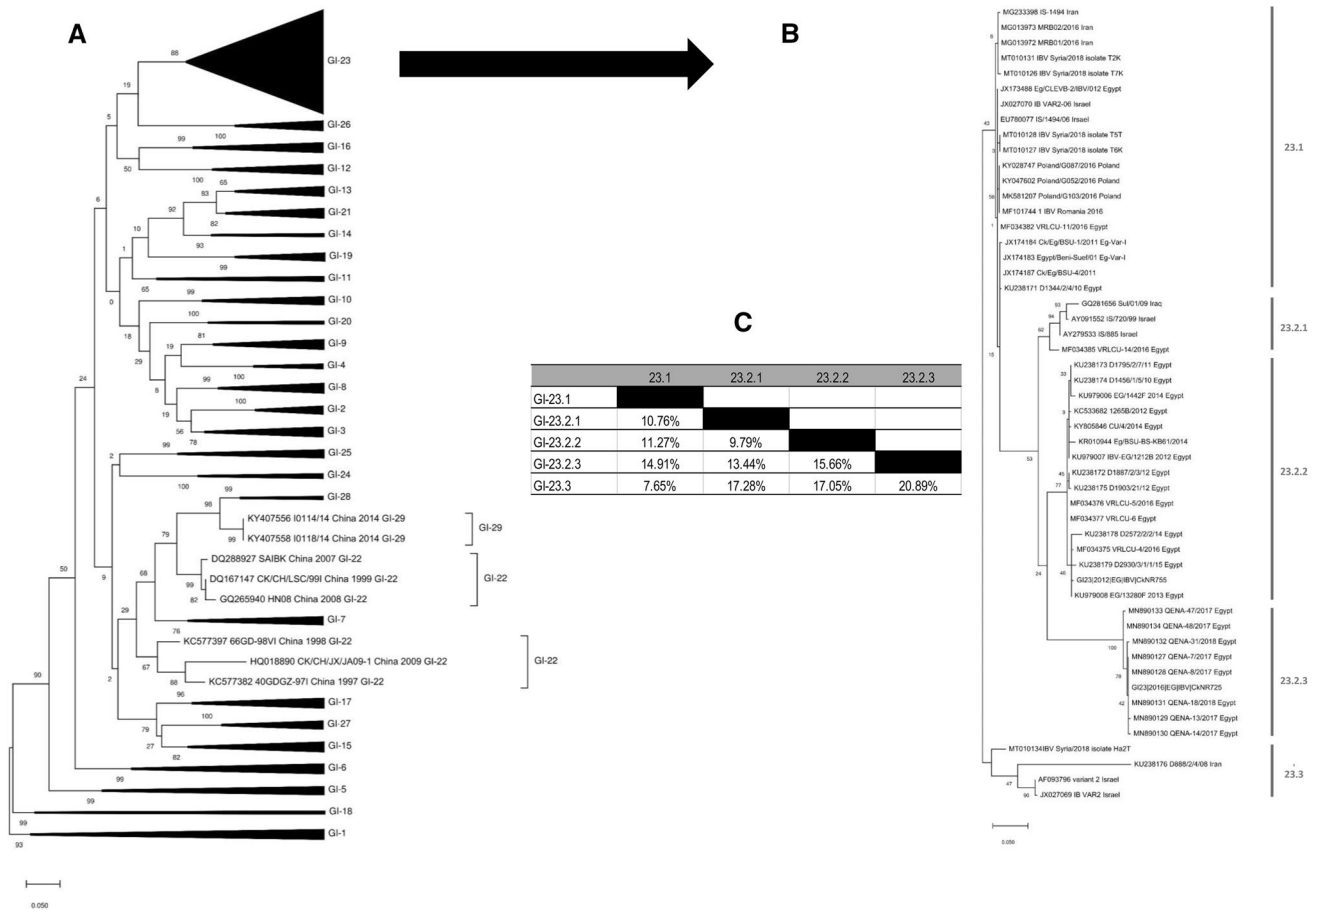 A
88
GI-23
19
5
GI-26
100
99
GI-16
50
GI-12
100
65
GI-13
83
GI-21
92
6
82
GI-14
10
93
GI-19
1
99
GI-11
65
99
GI-10
0
100
GI-20
18
81
GI-9
19
29
GI-4
99
100
GI-8
24
8
100
GI-2
19
56
78
GI-3
99
GI-25
2
GI-24
100
99
GI-28
98
KY407556 I0114/14 China 2014 GI-29
99
KY407558 I0118/14 China 2014 GI-29
GI-29
79
DQ288927 SAIBK China 2007 GI-22
DQ167147 CK/CH/LSC/99I China 1999 GI-22
99
82
GQ265940 HN08 China 2008 GI-22
GI-22
50
9
68
29
GI-7
76
KC577397 66GD-98VI China 1998 GI-22
67
HQ018890 CK/CH/JX/JA09-1 China 2009 GI-22
88
KC577382 40GDGZ-97I China 1997 GI-22
GI-22
90
2
96
GI-17
100
GI-27
79
27
GI-15
82
GI-6
99
GI-5
99
GI-18
99
GI-1
93
0.050
B
MG233398 IS-1494 Iran
MG013973 MRB02/2016 Iran
MG013972 MRB01/2016 Iran
MT010131 IBV Syria/2018 isolate T2K
MT010126 IBV Syria/2018 isolate T7K
JX173488 Eg/CLEVB-2/IBV/012 Egypt
JX027070 IB VAR2-06 Israel
EU780077 IS/1494/06 Irsael
MT010128 IBV Syria/2018 isolate T5T
MT010127 IBV Syria/2018 isolate T6K
KY028747 Poland/G087/2016 Poland
KY047602 Poland/G052/2016 Poland
MK581207 Poland/G103/2016 Poland
MF101744 1 IBV Romania 2016
MF034382 VRLCU-11/2016 Egypt
JX174184 Ck/Eg/BSU-1/2011 Eg-Var-I
JX174183 Egypt/Beni-Suef/01 Eg-Var-I
JX174187 Ck/Eg/BSU-4/2011
KU238171 D1344/2/4/10 Egypt
43
15
23.1
GQ281656 Sul/01/09 Iraq
AY091552 IS/720/99 Israel
AY279533 IS/885 Israel
MF034385 VRLCU-14/2016 Egypt
93
94
62
23.2.1
KU238173 D1795/2/7/11 Egypt
KU238174 D1456/1/5/10 Egypt
KU979006 EG/1442F 2014 Egypt
KC533682 1265B/2012 Egypt
KY805846 CU/4/2014 Egypt
KR010944 Eg/BSU-BS-KB61/2014
KU979007 IBV-EG/1212B 2012 Egypt
KU238172 D1887/2/3/12 Egypt
KU238175 D1903/21/12 Egypt
MF034376 VRLCU-5/2016 Egypt
MF034377 VRLCU-6 Egypt
KU238178 D2572/2/2/14 Egypt
MF034375 VRLCU-4/2016 Egypt
KU238179 D2930/3/1/1/15 Egypt
GI23|2012|EG|IBV|CkNR755
KU979008 EG/13280F 2013 Egypt
53
77
24
23.2.2
MN890133 QENA-47/2017 Egypt
MN890134 QENA-48/2017 Egypt
MN890132 QENA-31/2018 Egypt
MN890127 QENA-7/2017 Egypt
MN890128 QENA-8/2017 Egypt
GI23|2016|EG|IBV|CkNR725
MN890131 QENA-18/2018 Egypt
MN890129 QENA-13/2017 Egypt
MN890130 QENA-14/2017 Egypt
100
78
42
23.2.3
MT010134IBV Syria/2018 isolate Ha2T
KU238176 D888/2/4/08 Iran
AF093796 variant 2 Israel
JX027069 IB VAR2 Israel
47
90
23.3
0.050
C
23.1 23.2.1 23.2.2 23.2.3
GI-23.1
GI-23.2.1 10.76%
GI-23.2.2 11.27% 9.79%
GI-23.2.3 14.91% 13.44% 15.66%
GI-23.3 7.65% 17.28% 17.05% 20.89%